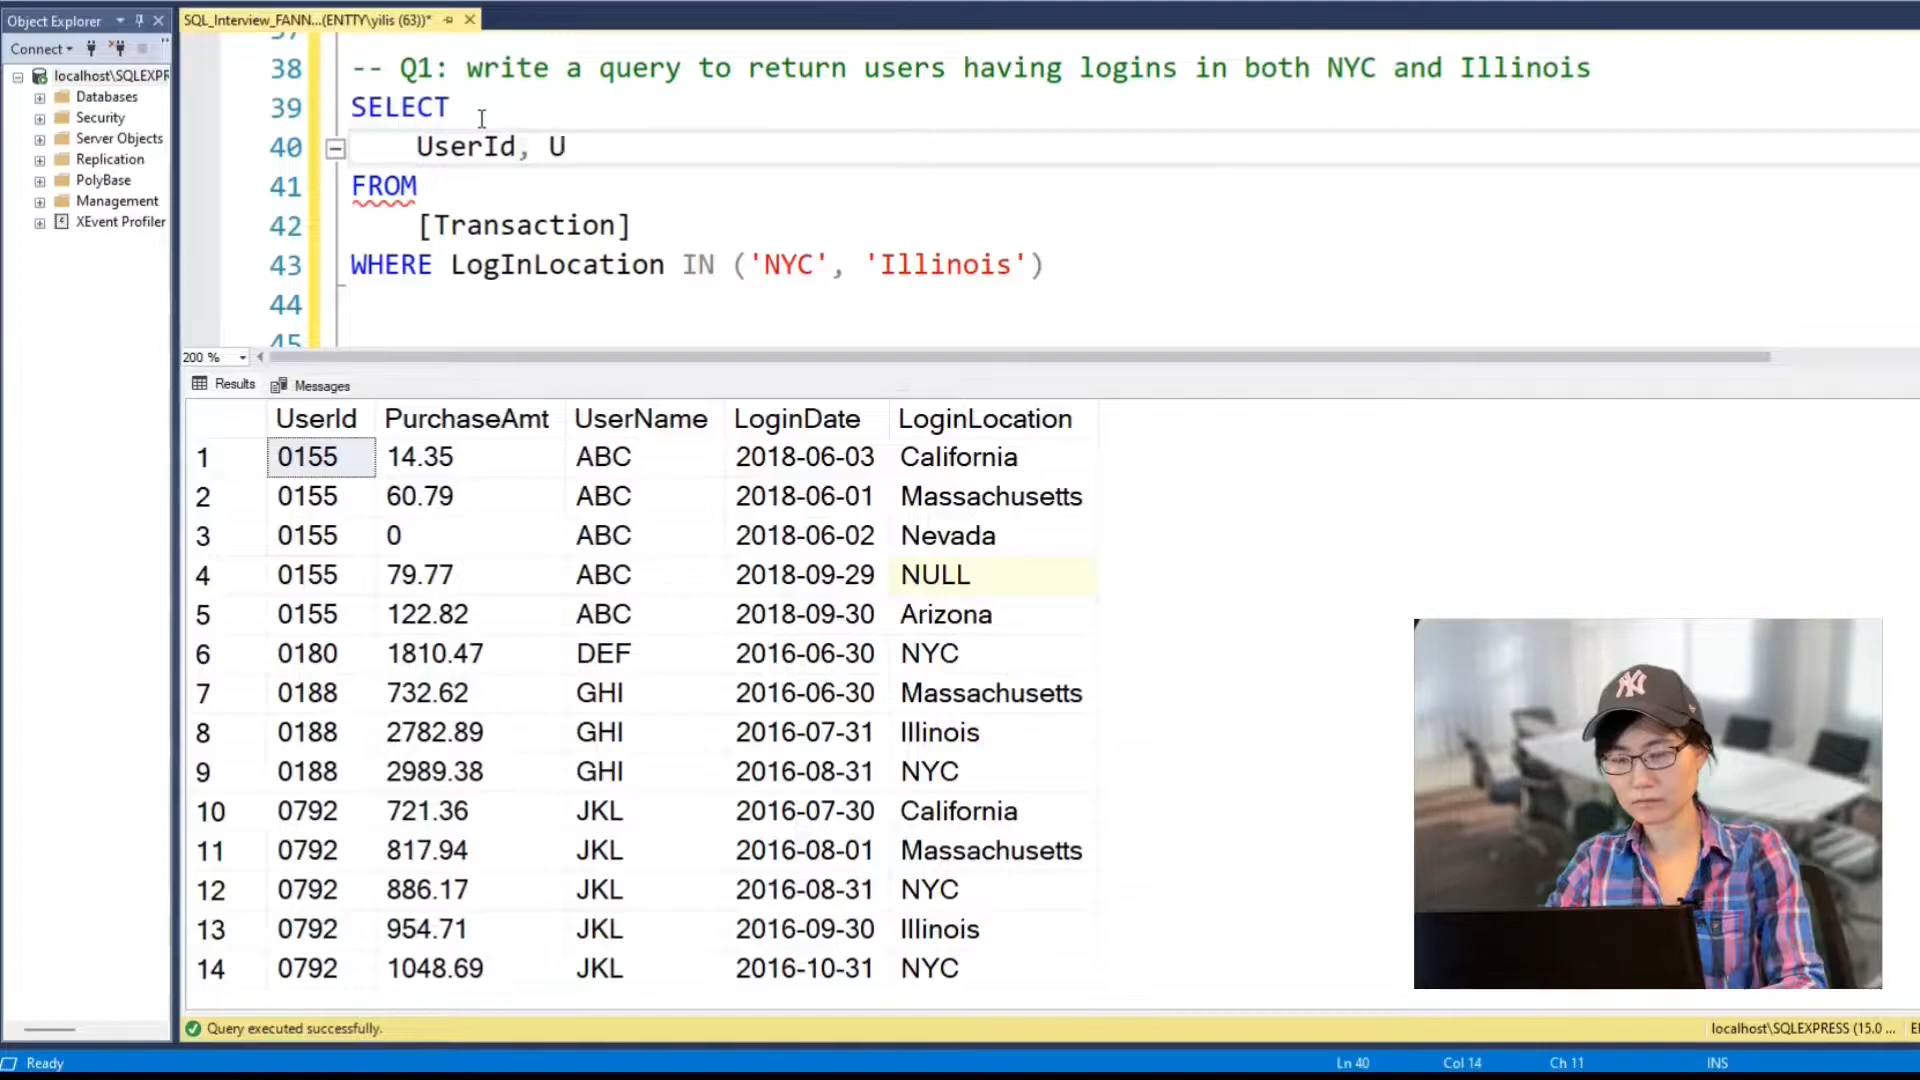 Object Explorer
SQL_Interview_FANN...(ENTTY\yilis (63))*
Connect
localhost\SQLEXPR
Databases
Security
Server Objects
Replication
PolyBase
Management
XEvent Profiler
37
38 -- Q1: write a query to return users having logins in both NYC and Illinois
39 SELECT
40 UserId, U
41 FROM
42 [Transaction]
43 WHERE LogInLocation IN ('NYC', 'Illinois')
44
45
200 %
Results Messages
UserId PurchaseAmt UserName LoginDate LoginLocation
1 0155 14.35 ABC 2018-06-03 California
2 0155 60.79 ABC 2018-06-01 Massachusetts
3 0155 0 ABC 2018-06-02 Nevada
4 0155 79.77 ABC 2018-09-29 NULL
5 0155 122.82 ABC 2018-09-30 Arizona
6 0180 1810.47 DEF 2016-06-30 NYC
7 0188 732.62 GHI 2016-06-30 Massachusetts
8 0188 2782.89 GHI 2016-07-31 Illinois
9 0188 2989.38 GHI 2016-08-31 NYC
10 0792 721.36 JKL 2016-07-30 California
11 0792 817.94 JKL 2016-08-01 Massachusetts
12 0792 886.17 JKL 2016-08-31 NYC
13 0792 954.71 JKL 2016-09-30 Illinois
14 0792 1048.69 JKL 2016-10-31 NYC
NY
Query executed successfully.
localhost\SQLEXPRESS (15.0 ...
Ready
Ln 40 Col 14 Ch 11 INS